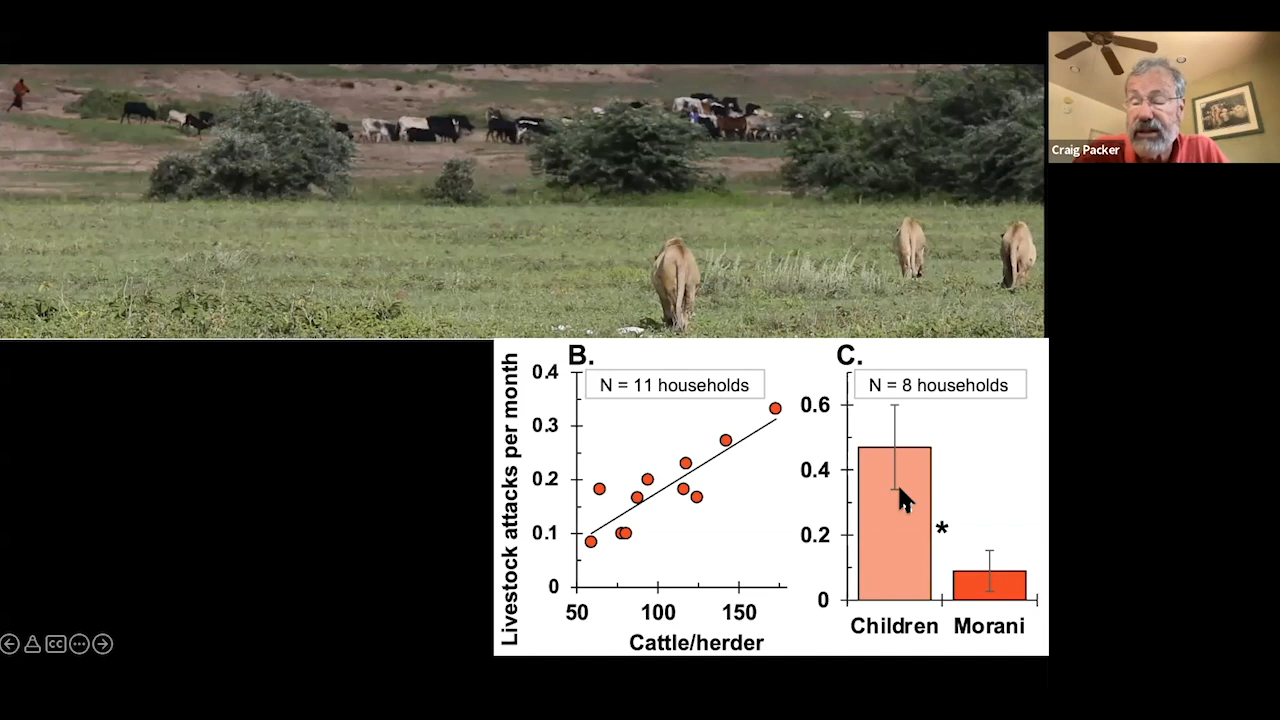 Craig Packer
B.
C.
Livestock attacks per month
N = 11 households
N = 8 households
0.4
0.3
0.2
0.1
0
50
100
150
Cattle/herder
0.6
0.4
0.2
0
*
Children
Morani
CC